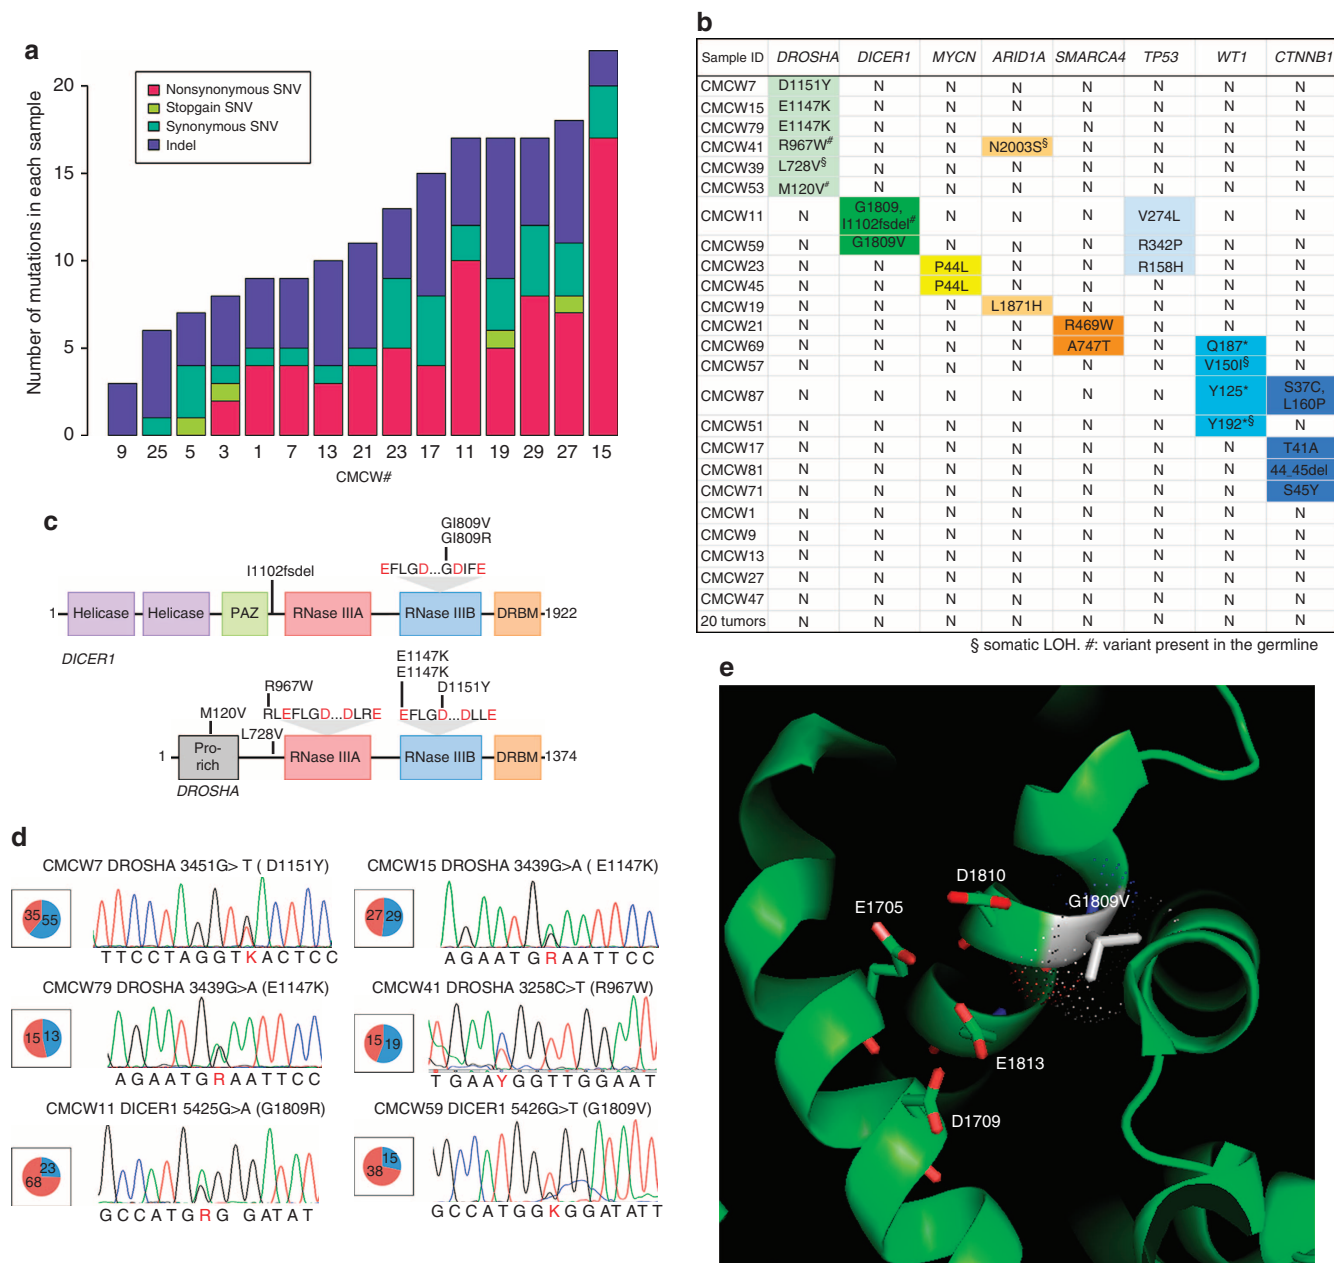 a
Number of mutations in each sample
20
15
10
5
0
Nonsynonymous SNV
Stopgain SNV
Synonymous SNV
Indel
9 25 5 3 1 7 13 21 23 17 11 19 29 27 15
CMCW#
b
Sample ID DROSHA DICER1 MYCN ARID1A SMARCA4 TP53 WT1 CTNNB1
CMCW7 D1151Y N N N N N N N
CMCW15 E1147K N N N N N N N
CMCW79 E1147K N N N N N N N
CMCW41 R967W# N N N2003S§ N N N N
CMCW39 L728V§ N N N N N N N
CMCW53 M120V# N N N N N N N
CMCW11 N G1809, I1102fsdel# N N N V274L N N
CMCW59 N G1809V N N N R342P N N
CMCW23 N N P44L N N R158H N N
CMCW45 N N P44L N N N N N
CMCW19 N N N L1871H N N N N
CMCW21 N N N N R469W N N N
CMCW69 N N N N A747T N Q187* N
CMCW57 N N N N N N V150I§ N
CMCW87 N N N N N N Y125* S37C, L160P
CMCW51 N N N N N N Y192*§ N
CMCW17 N N N N N N N T41A
CMCW81 N N N N N N N 44_45del
CMCW71 N N N N N N N S45Y
CMCW1 N N N N N N N N
CMCW9 N N N N N N N N
CMCW13 N N N N N N N N
CMCW27 N N N N N N N N
CMCW47 N N N N N N N N
20 tumors N N N N N N N N
§ somatic LOH. #: variant present in the germline
c
GI809V
GI809R
I1102fsdel
EFLGD...GDIFE
1 Helicase Helicase PAZ RNase IIIA RNase IIIB DRBM 1922
DICER1
E1147K
E1147K
R967W
D1151Y
M120V
RLEFLGD...DLRE
EFLGD...DLLE
L728V
1 Pro-rich RNase IIIA RNase IIIB DRBM 1374
DROSHA
d
CMCW7 DROSHA 3451G> T ( D1151Y)
35 55
TTCCTAGGTKACTCC
CMCW15 DROSHA 3439G>A ( E1147K)
27 29
AGAATGRAATTCC
CMCW79 DROSHA 3439G>A (E1147K)
15 13
AGAATGRAATTCC
CMCW41 DROSHA 3258C>T (R967W)
15 19
TGAAYGGTTGGAAT
CMCW11 DICER1 5425G>A (G1809R)
23
68
GCCATGRG GATAT
CMCW59 DICER1 5426G>T (G1809V)
15
38
GCCATGGKGGATATT
e
D1810
G1809V
E1705
E1813
D1709